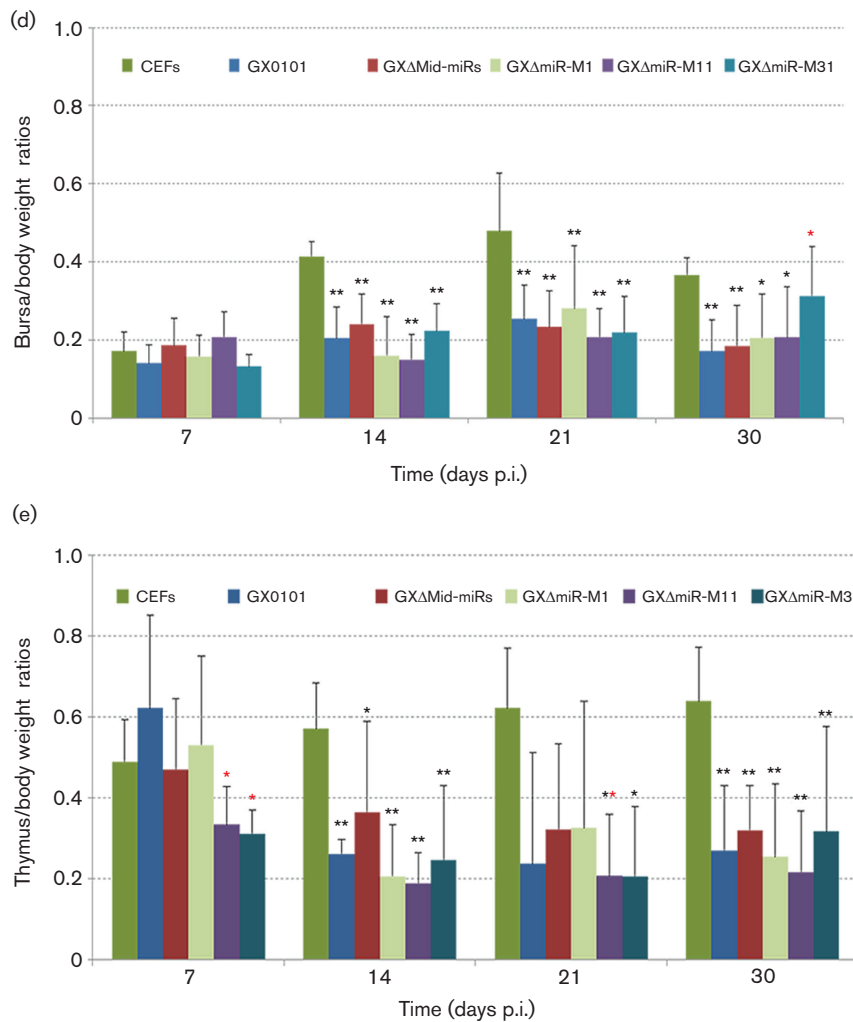 (d)
1.0
CEFs GX0101 GXΔMid-miRs GXΔmiR-M1 GXΔmiR-M11 GXΔmiR-M31
0.8
0.6
0.4
0.2
0
Bursa/body weight ratios
** ** ** ** **
** ** ** ** **
** ** * * *
7 14 21 30
Time (days p.i.)
(e)
1.0
CEFs GX0101 GXΔMid-miRs GXΔmiR-M1 GXΔmiR-M11 GXΔmiR-M3
0.8
0.6
0.4
0.2
0
Thymus/body weight ratios
* *
** * ** ** **
** *
** ** ** ** **
7 14 21 30
Time (days p.i.)